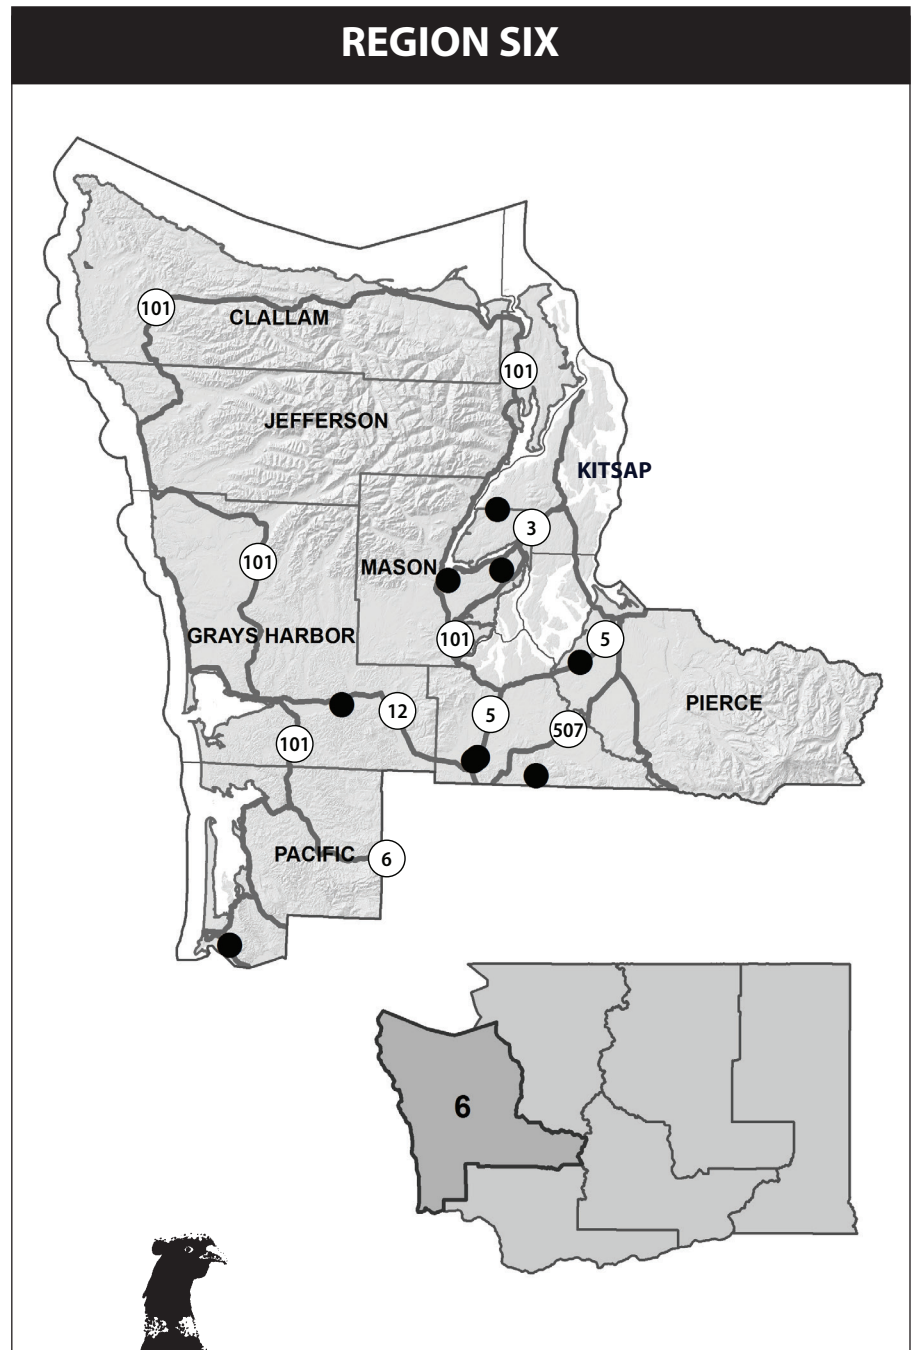 REGION SIX
101
CLALLAM
101
JEFFERSON
KITSAP
3
101
MASON
101
5
GRAYS HARBOR
PIERCE
12
5
507
101
PACIFIC
6
6